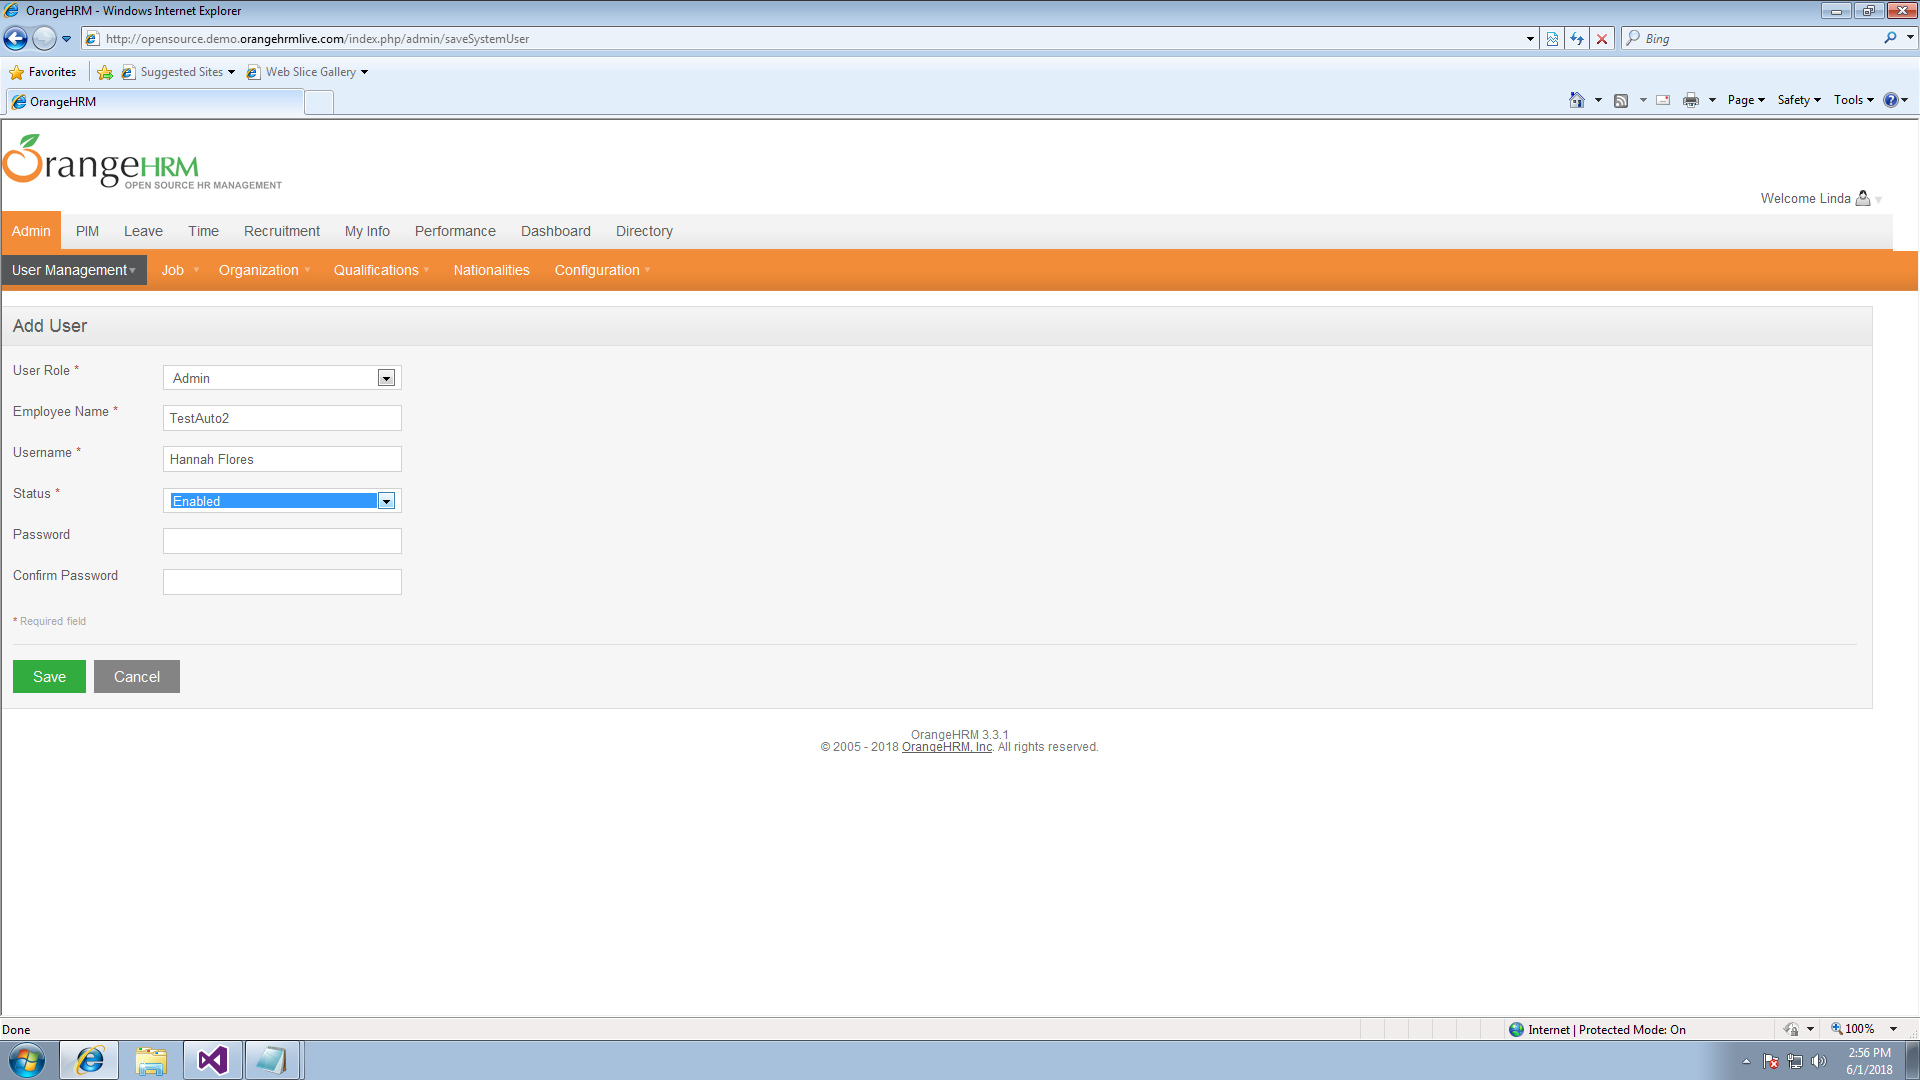 OrangeHRM - Windows Internet Explorer
http://opensource.demo.orangehrmlive.com/index.php/admin/saveSystemUser
Bing
Favorites
Suggested Sites
Web Slice Gallery
OrangeHRM
Page
Safety
Tools
OrangeHRM
OPEN SOURCE HR MANAGEMENT
Welcome Linda
Admin
PIM
Leave
Time
Recruitment
My Info
Performance
Dashboard
Directory
User Management
Job
Organization
Qualifications
Nationalities
Configuration
Add User
User Role *
Admin
Employee Name *
TestAuto2
Username *
Hannah Flores
Status *
Enabled
Password
Confirm Password
* Required field
Save
Cancel
OrangeHRM 3.3.1
© 2005 - 2018 OrangeHRM, Inc. All rights reserved.
Done
Internet | Protected Mode: On
100%
2:56 PM
6/1/2018